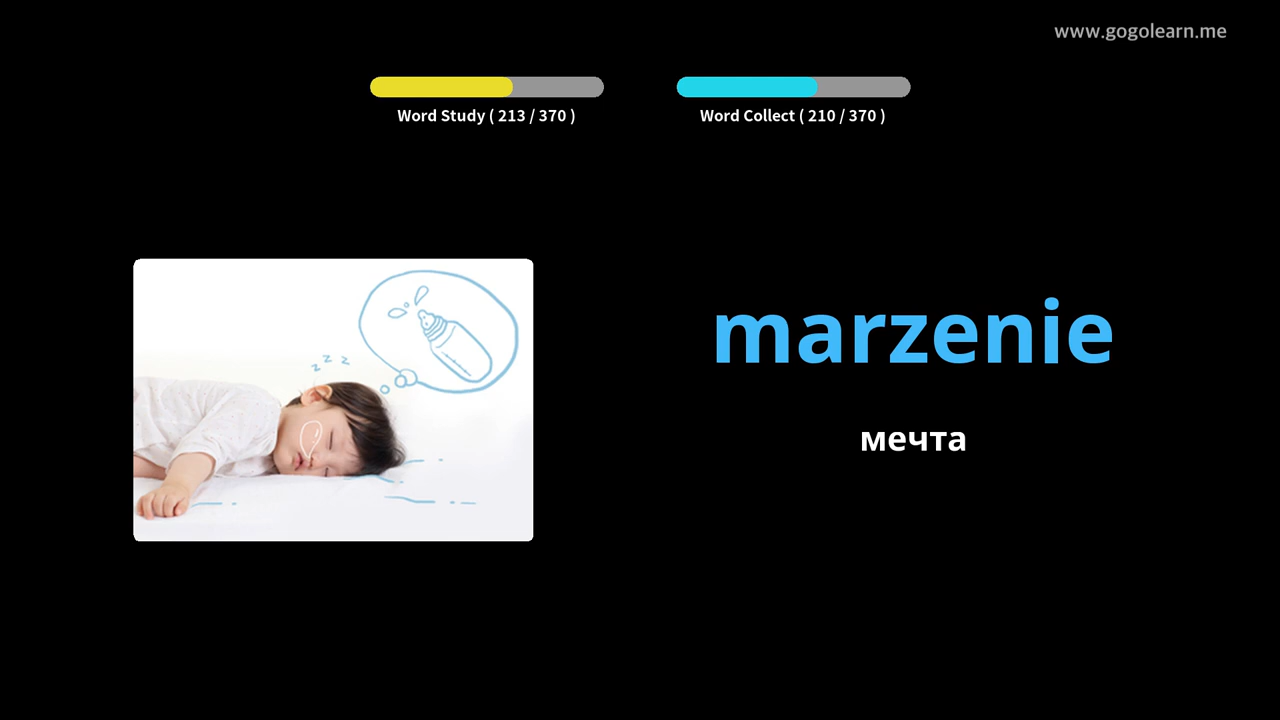 www.gogolearn.me
Word Study ( 213 / 370 )
Word Collect ( 210 / 370 )
z z z
marzenie
мечта